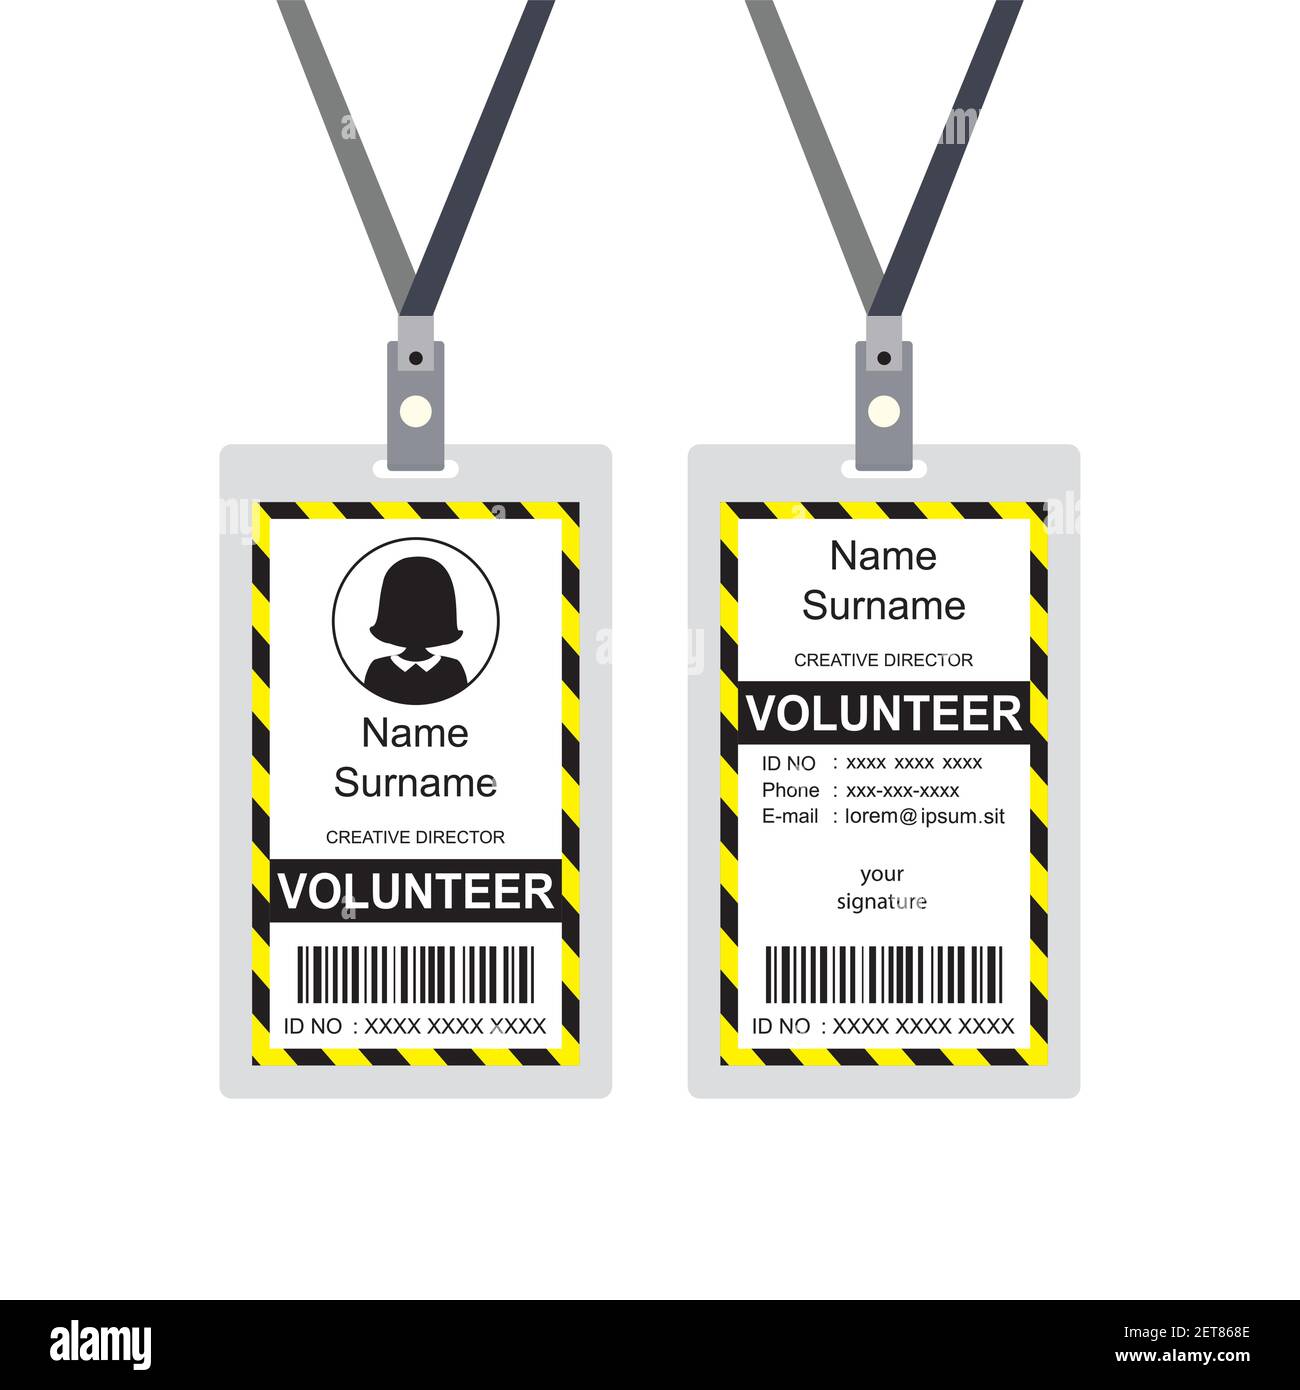 Name
Surname
CREATIVE DIRECTOR
VOLUNTEER
ID NO : XXXX XXXX XXXX
Name
Surname
CREATIVE DIRECTOR
VOLUNTEER
ID NO : xxxx xxxx xxxx
Phone : xxx-xxx-xxxx
E-mail : lorem@ipsum.sit
your
signature
ID NO : XXXX XXXX XXXX
alamy
Image ID: 2ET868E
www.alamy.com